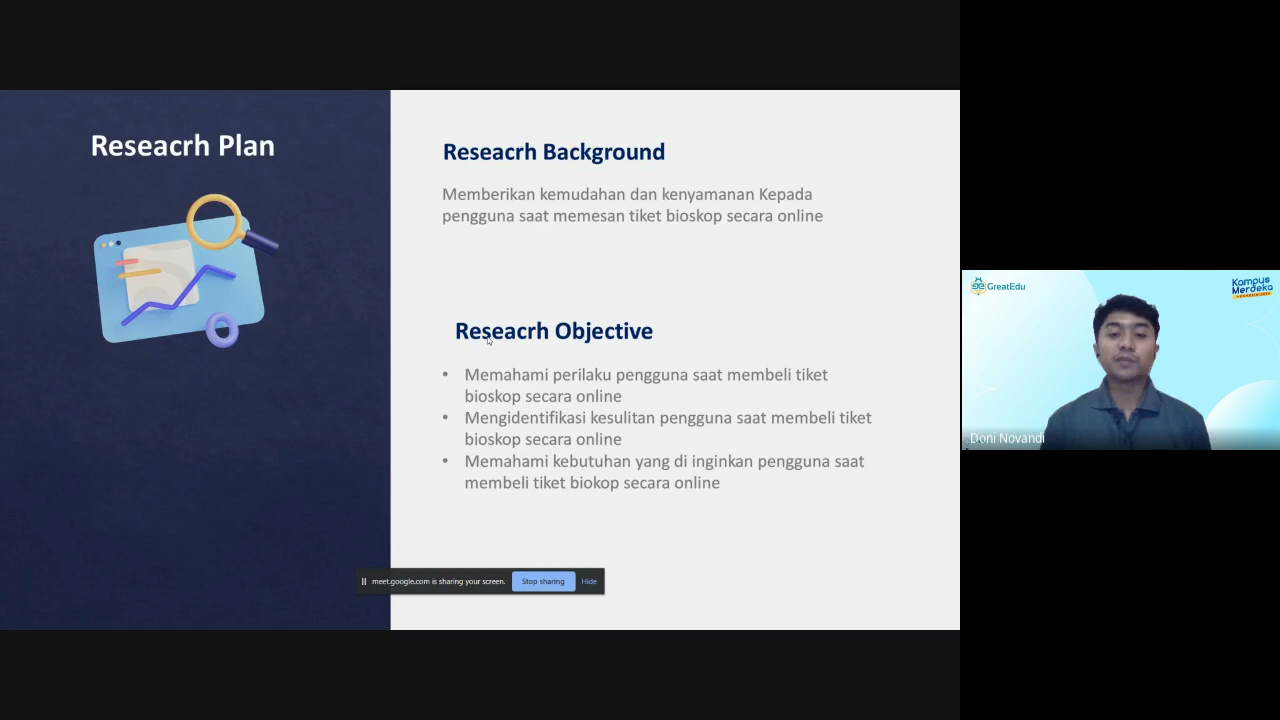 Reseacrh Plan
Reseacrh Background
Memberikan kemudahan dan kenyamanan Kepada
pengguna saat memesan tiket bioskop secara online
Reseacrh Objective
• Memahami perilaku pengguna saat membeli tiket
bioskop secara online
• Mengidentifikasi kesulitan pengguna saat membeli tiket
bioskop secara online
• Memahami kebutuhan yang di inginkan pengguna saat
membeli tiket biokop secara online
meet.google.com is sharing your screen. Stop sharing Hide
GreatEdu
Kampus
Merdeka
Doni Novandi